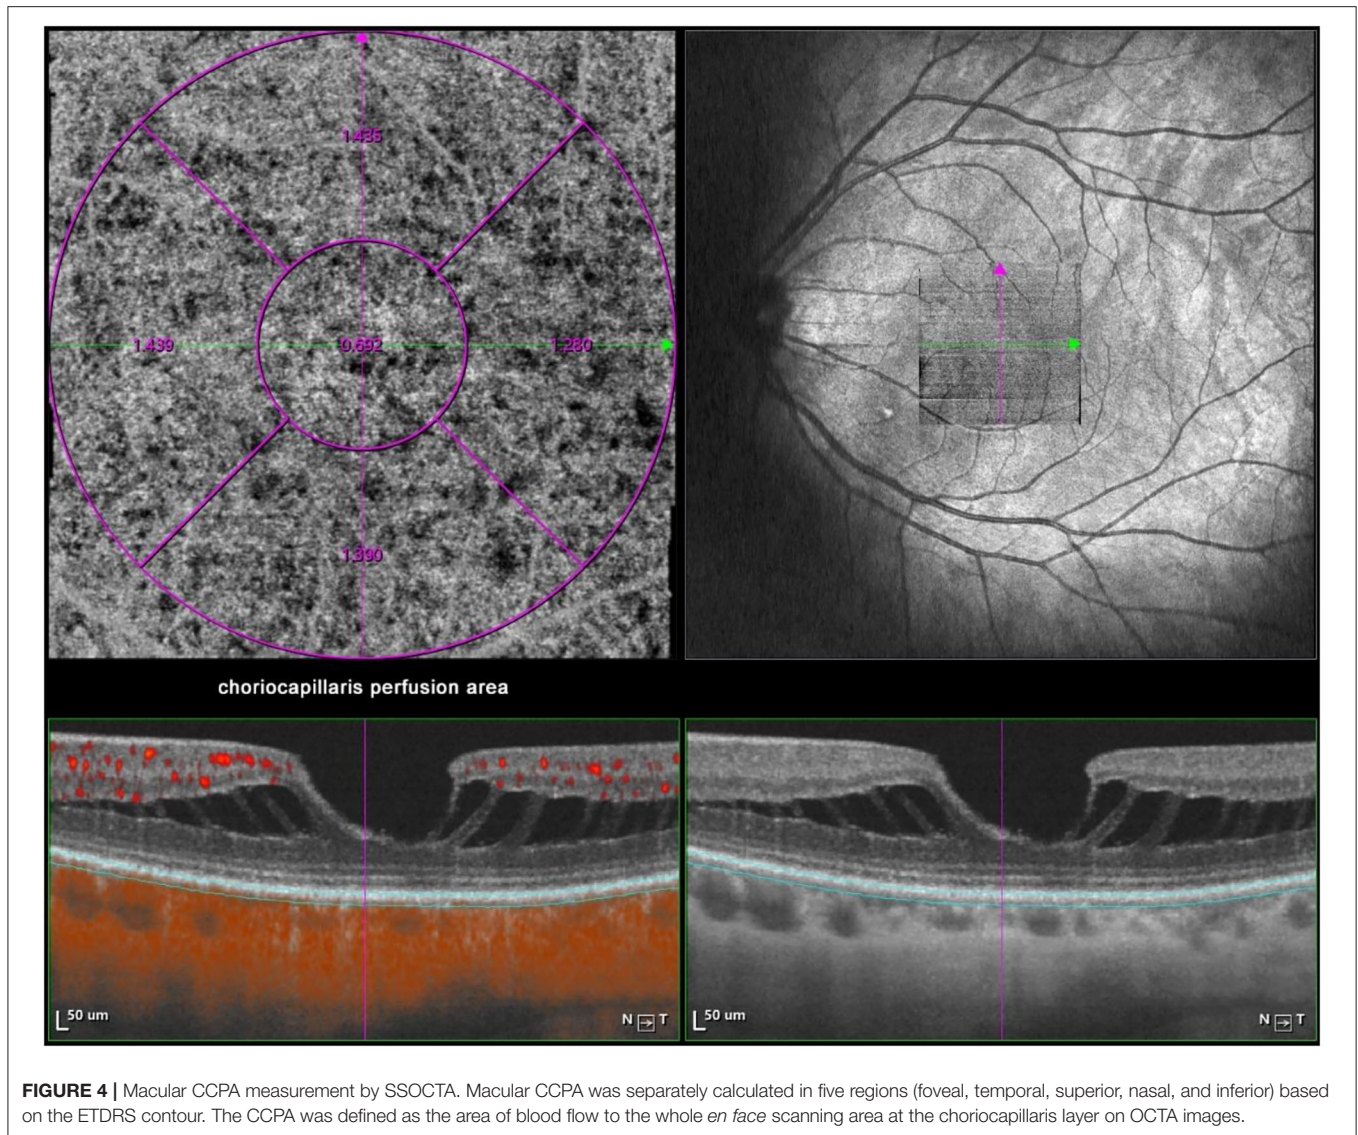 1.435
1.439
0.692
1.280
1.390
choriocapillaris perfusion area
50 um
N → T
50 um
N → T
FIGURE 4 | Macular CCPA measurement by SSOCTA. Macular CCPA was separately calculated in five regions (foveal, temporal, superior, nasal, and inferior) based
on the ETDRS contour. The CCPA was defined as the area of blood flow to the whole en face scanning area at the choriocapillaris layer on OCTA images.